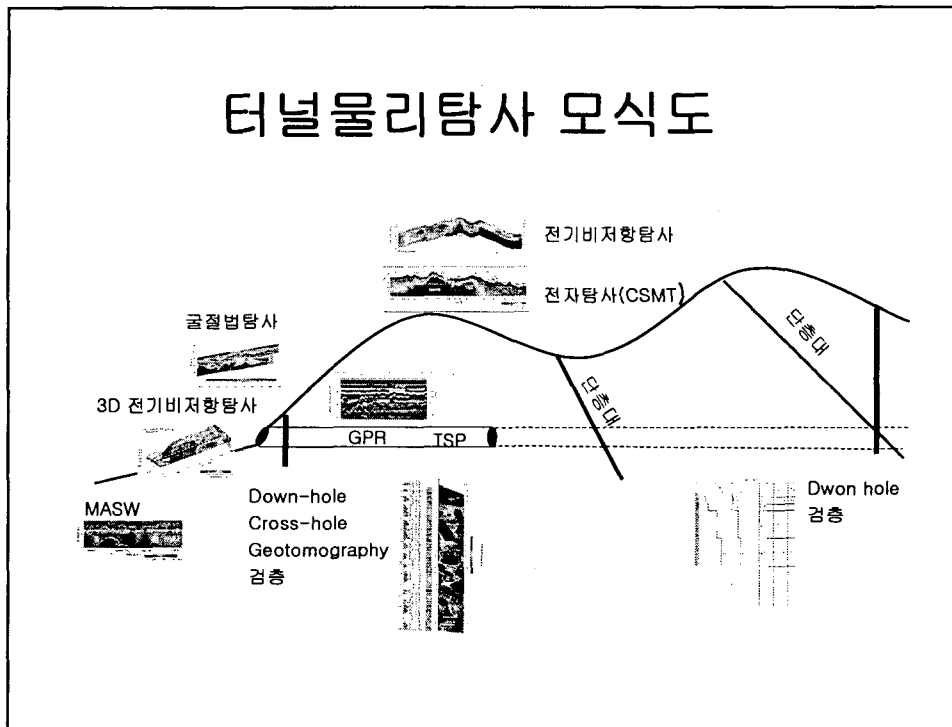 터널물리탐사 모식도
전기비저항탐사
전자탐사(CSMT)
굴절법탐사
단층대
3D 전기비저항탐사
단층대
GPR
TSP
MASW
Down-hole
Cross-hole
Geotomography
검층
Dwon hole
검층